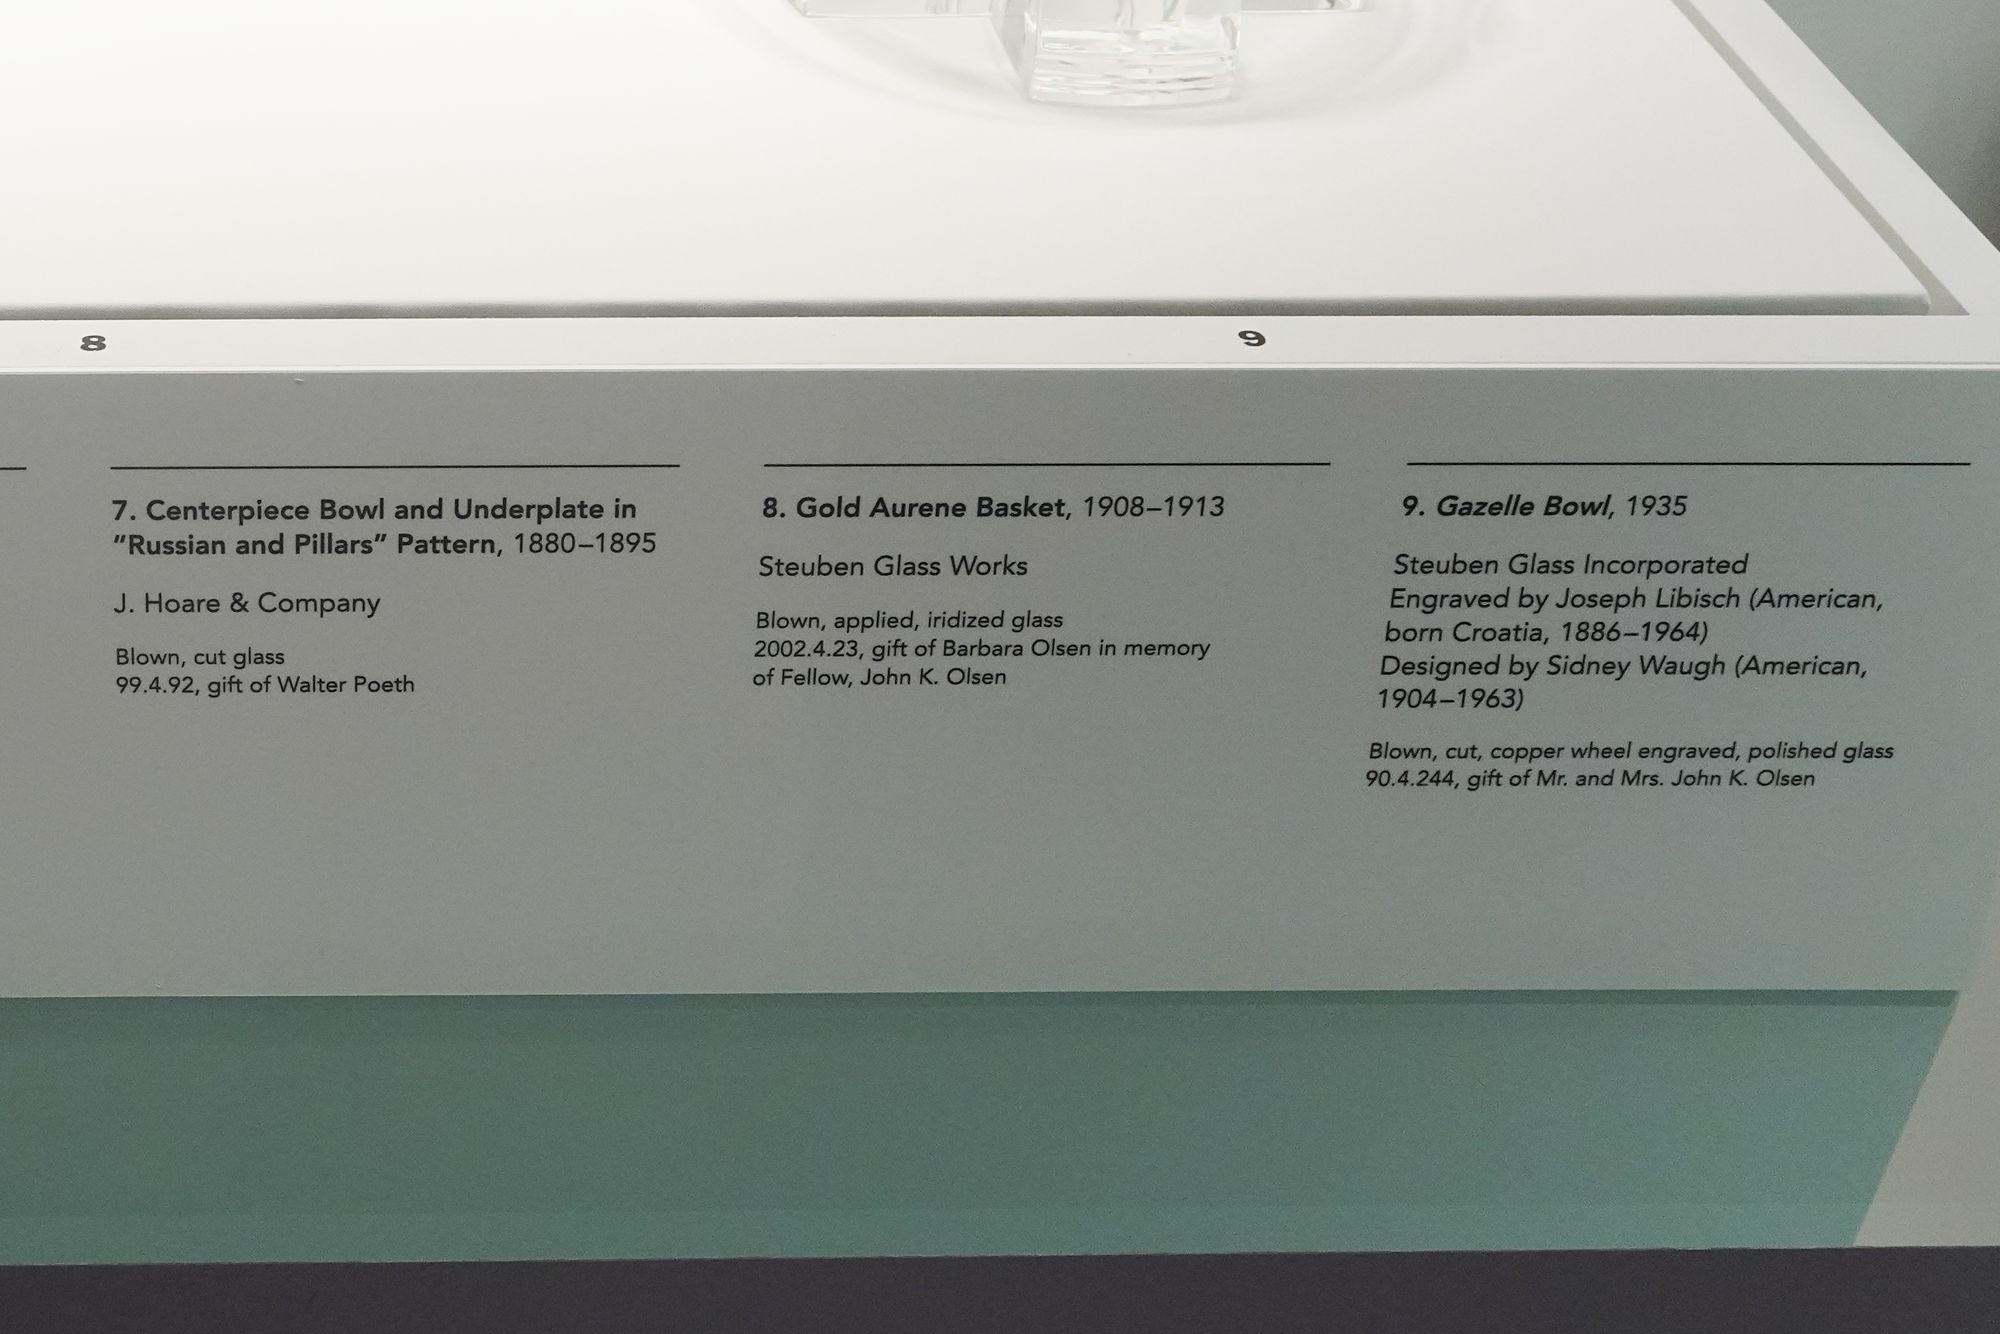 8
9
7. Centerpiece Bowl and Underplate in
“Russian and Pillars” Pattern, 1880–1895
J. Hoare & Company
Blown, cut glass
99.4.92, gift of Walter Poeth
8. Gold Aurene Basket, 1908–1913
Steuben Glass Works
Blown, applied, iridized glass
2002.4.23, gift of Barbara Olsen in memory
of Fellow, John K. Olsen
9. Gazelle Bowl, 1935
Steuben Glass Incorporated
Engraved by Joseph Libisch (American,
born Croatia, 1886–1964)
Designed by Sidney Waugh (American,
1904–1963)
Blown, cut, copper wheel engraved, polished glass
90.4.244, gift of Mr. and Mrs. John K. Olsen